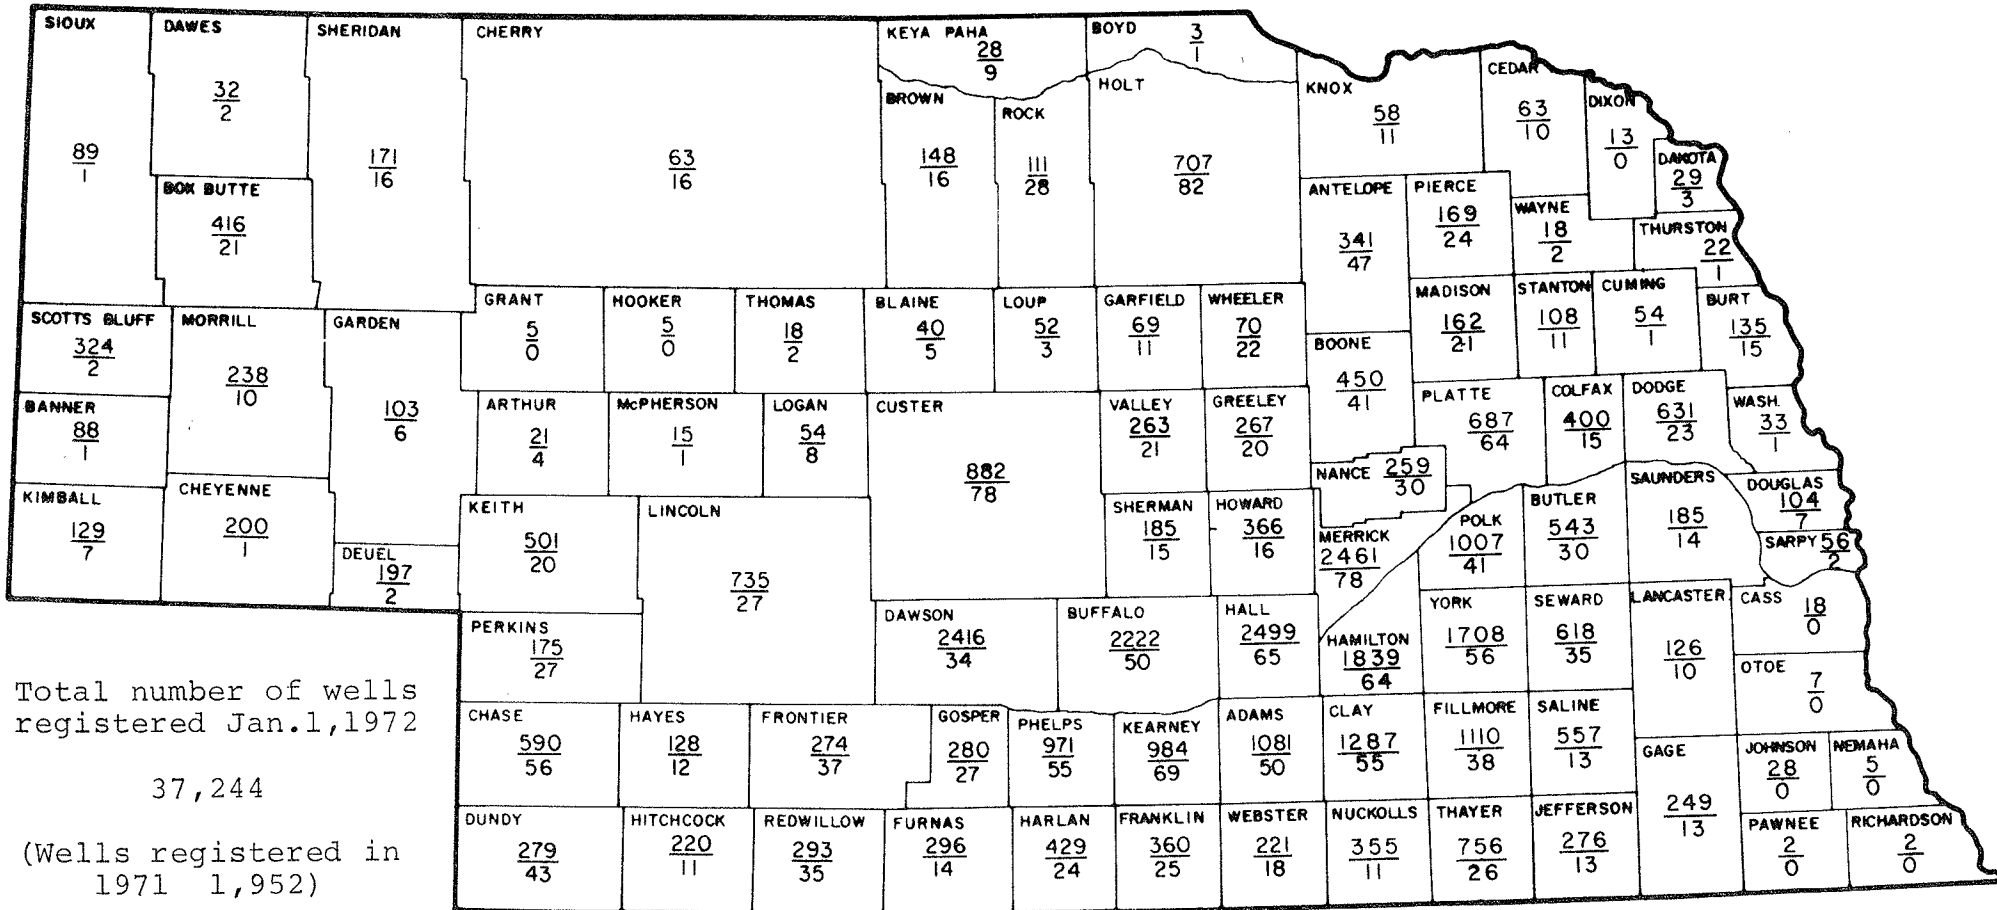 SIOUX
89
1
DAWES
32
2
SHERIDAN
171
16
CHERRY
63
16
KEYA PAHA
28
9
BOYD
3
1
BROWN
148
16
ROCK
111
28
HOLT
707
82
KNOX
58
11
CEDAR
63
10
DIXON
13
0
DAKOTA
29
3
BOX BUTTE
416
21
ANTELOPE
341
47
PIERCE
169
24
WAYNE
18
2
THURSTON
22
1
SCOTTS BLUFF
324
2
MORRILL
238
10
GARDEN
103
6
GRANT
5
0
HOOKER
5
0
THOMAS
18
2
BLAINE
40
5
LOUP
52
3
GARFIELD
69
11
WHEELER
70
22
BOONE
450
41
MADISON
162
21
STANTON
108
11
CUMING
54
1
BURT
135
15
BANNER
88
1
ARTHUR
21
4
McPHERSON
15
1
LOGAN
54
8
CUSTER
882
78
VALLEY
263
21
GREELEY
267
20
NANCE 259
30
PLATTE
687
64
COLFAX
400
15
DODGE
631
23
WASH.
33
1
KIMBALL
129
7
CHEYENNE
200
1
DEUEL
197
2
KEITH
501
20
LINCOLN
735
27
SHERMAN
185
15
HOWARD
366
16
MERRICK
2461
78
POLK
1007
41
BUTLER
543
30
SAUNDERS
185
14
DOUGLAS
104
7
SARPY 56
2
PERKINS
175
27
DAWSON
2416
34
BUFFALO
2222
50
HALL
2499
65
HAMILTON
1839
64
YORK
1708
56
SEWARD
618
35
LANCASTER
126
10
CASS
18
0
OTOE
7
0
CHASE
590
56
HAYES
128
12
FRONTIER
274
37
GOSPER
280
27
PHELPS
971
55
KEARNEY
984
69
ADAMS
1081
50
CLAY
1287
55
FILLMORE
1110
38
SALINE
557
13
GAGE
249
13
JOHNSON
28
0
NEMAHA
5
0
DUNDY
279
43
HITCHCOCK
220
11
REDWILLOW
293
35
FURNAS
296
14
HARLAN
429
24
FRANKLIN
360
25
WEBSTER
221
18
NUCKOLLS
355
11
THAYER
756
26
JEFFERSON
276
13
PAWNEE
2
0
RICHARDSON
2
0
Total number of wells
registered Jan.1,1972
37,244
(Wells registered in
1971 1,952)